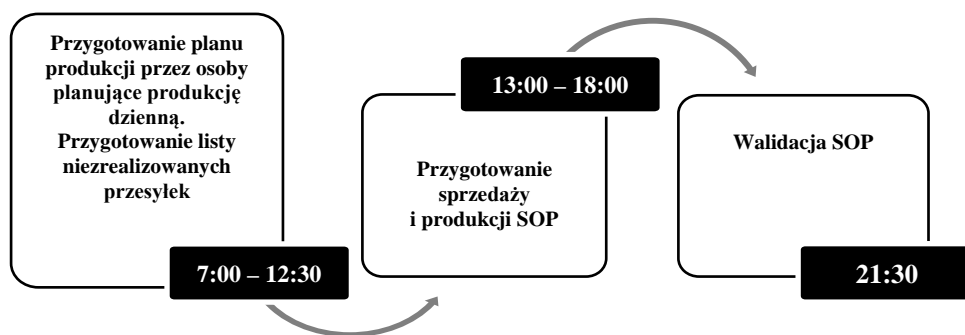 Przygotowanie planu
produkcji przez osoby
planujące produkcję
dzienną.
Przygotowanie listy
niezrealizowanych
przesyłek
7:00 – 12:30
13:00 – 18:00
Przygotowanie
sprzedaży
i produkcji SOP
Walidacja SOP
21:30